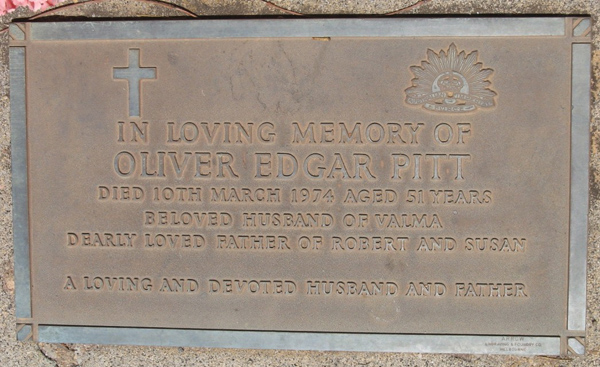 IN LOVING MEMORY OF
OLIVER EDGAR PITT
DIED 10TH MARCH 1974 AGED 51 YEARS
BELOVED HUSBAND OF VALMA
DEARLY LOVED FATHER OF ROBERT AND SUSAN
A LOVING AND DEVOTED HUSBAND AND FATHER